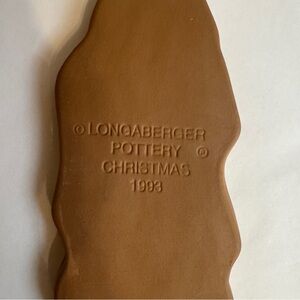 © LONGABERGER
POTTERY ®
CHRISTMAS
1993